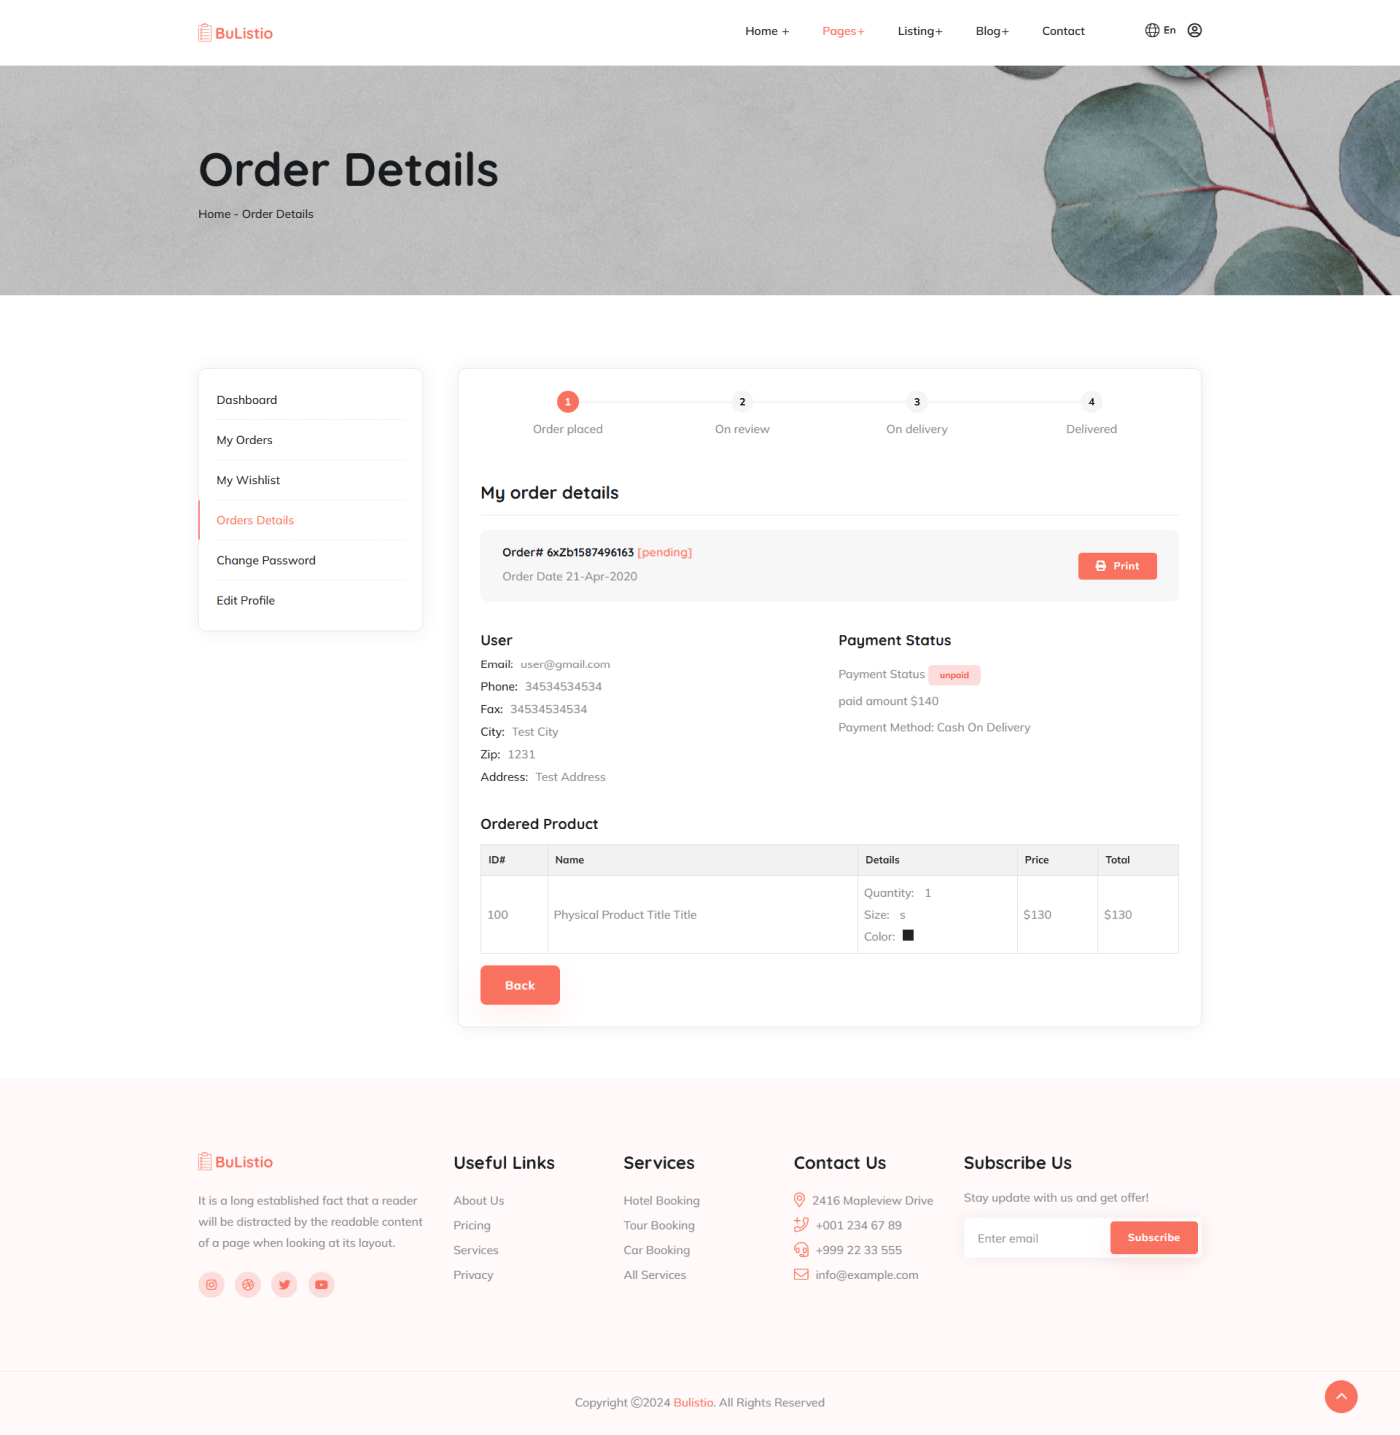 BuListio
Home +
Pages+
Listing+
Blog+
Contact
En
Order Details
Home - Order Details
Dashboard
My Orders
My Wishlist
Orders Details
Change Password
Edit Profile
1
2
3
4
Order placed
On review
On delivery
Delivered
My order details
Order# 6xZb1587496163 [pending]
Order Date 21-Apr-2020
Print
User
Email: user@gmail.com
Phone: 34534534534
Fax: 34534534534
City: Test City
Zip: 1231
Address: Test Address
Payment Status
Payment Status unpaid
paid amount $140
Payment Method: Cash On Delivery
Ordered Product
ID# Name Details Price Total
100 Physical Product Title Title
Quantity: 1
Size: s
Color:
$130 $130
Back
BuListio
It is a long established fact that a reader
will be distracted by the readable content
of a page when looking at its layout.
Useful Links
About Us
Pricing
Services
Privacy
Services
Hotel Booking
Tour Booking
Car Booking
All Services
Contact Us
2416 Mapleview Drive
+001 234 67 89
+999 22 33 555
info@example.com
Subscribe Us
Stay update with us and get offer!
Enter email
Subscribe
Copyright ©2024 Bulistio. All Rights Reserved